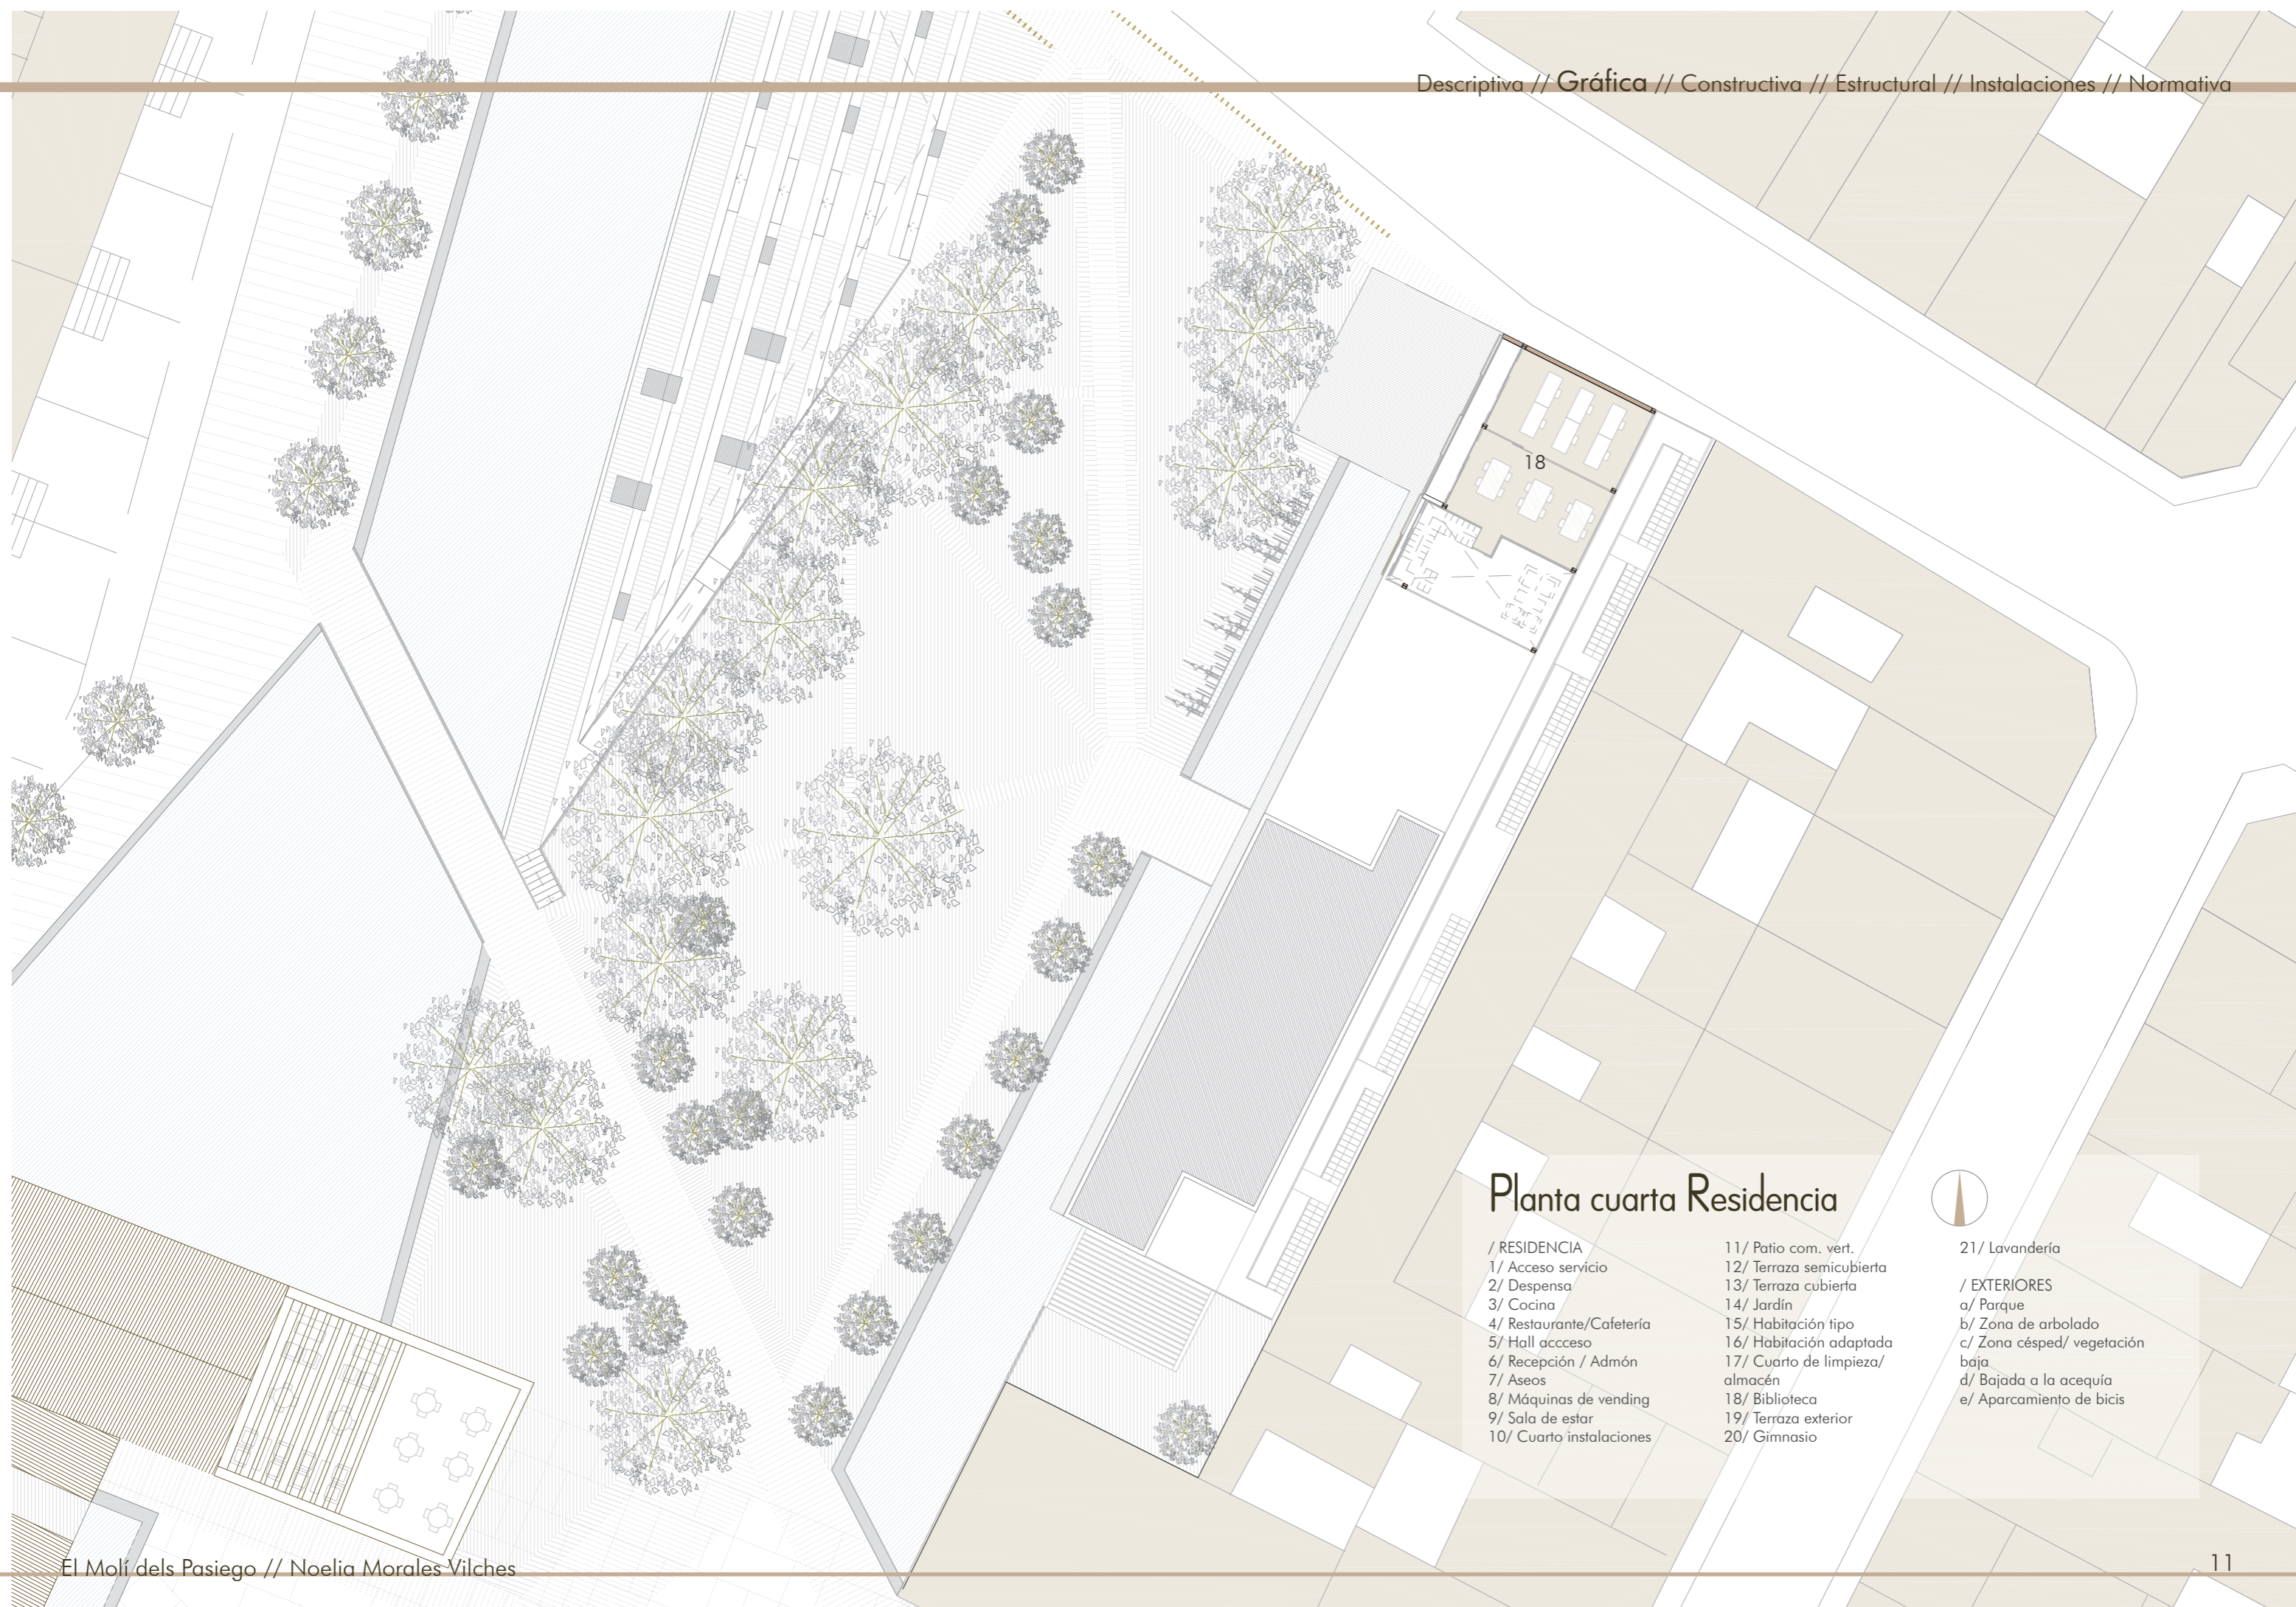 Descriptiva // Gráfica // Constructiva // Estructural // Instalaciones // Normativa
18
Planta cuarta Residencia
/ RESIDENCIA
1/ Acceso servicio
2/ Despensa
3/ Cocina
4/ Restaurante/Cafetería
5/ Hall accceso
6/ Recepción / Admón
7/ Aseos
8/ Máquinas de vending
9/ Sala de estar
10/ Cuarto instalaciones
11/ Patio com. vert.
12/ Terraza semicubierta
13/ Terraza cubierta
14/ Jardín
15/ Habitación tipo
16/ Habitación adaptada
17/ Cuarto de limpieza/
almacén
18/ Biblioteca
19/ Terraza exterior
20/ Gimnasio
21/ Lavandería
/ EXTERIORES
a/ Parque
b/ Zona de arbolado
c/ Zona césped/ vegetación
baja
d/ Bajada a la acequía
e/ Aparcamiento de bicis
El Molí dels Pasiego // Noelia Morales Vilches
11